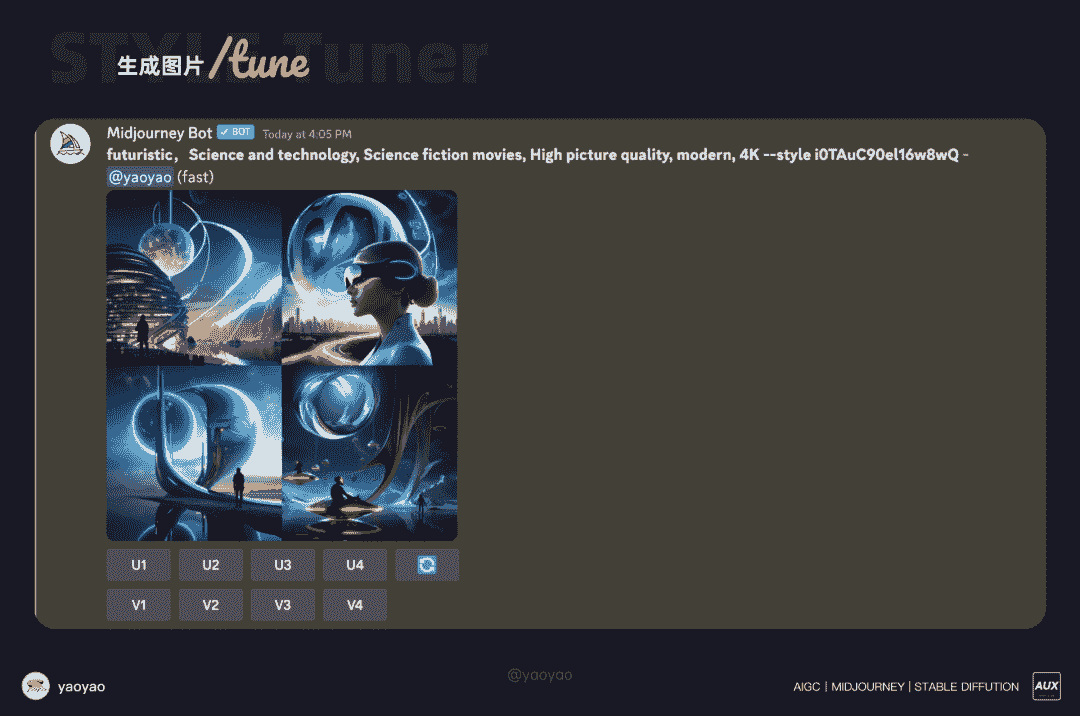 STYLE Tuner
生成图片/tune
Midjourney Bot ✓ BOT Today at 4:05 PM
futuristic， Science and technology, Science fiction movies, High picture quality, modern, 4K --style i0TAuC90el16w8wQ -
@yaoyao (fast)
U1 U2 U3 U4
V1 V2 V3 V4
@yaoyao
yaoyao
AIGC | MIDJOURNEY | STABLE DIFFUTION
AUX